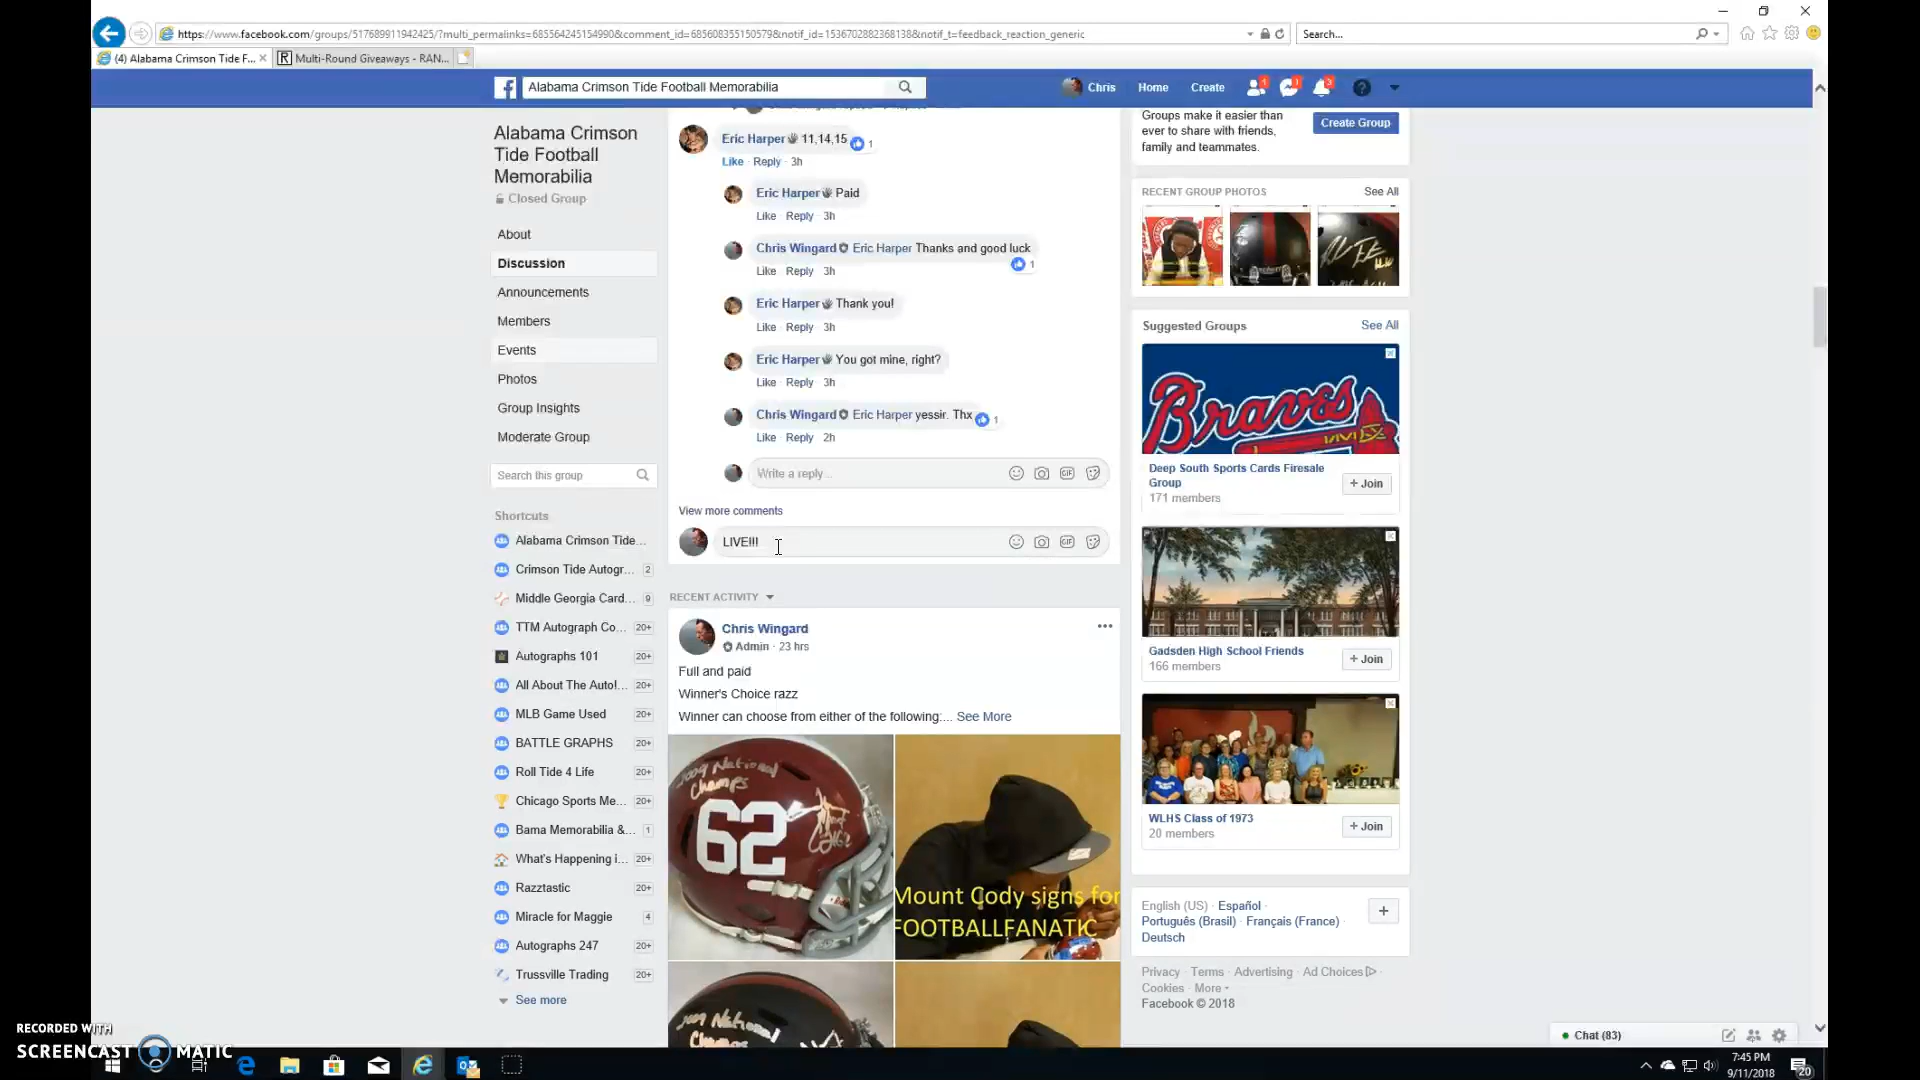 https://www.facebook.com/groups/517689911942425/?multi_permalinks=685564245154990&comment_id=685608355150579&notif_id=1536702882368138&notif_t=feedback_reaction_generic
Search...
(4) Alabama Crimson Tide F...
Multi-Round Giveaways - RAN...
Alabama Crimson Tide Football Memorabilia
Chris
Home
Create
1
1
3
Alabama Crimson
Tide Football
Memorabilia
Closed Group
About
Discussion
Announcements
Members
Events
Photos
Group Insights
Moderate Group
Search this group
Shortcuts
Alabama Crimson Tide...
Crimson Tide Autogr... 2
Middle Georgia Card... 9
TTM Autograph Co... 20+
Autographs 101 20+
All About The Auto!... 20+
MLB Game Used 20+
BATTLE GRAPHS 20+
Roll Tide 4 Life 20+
Chicago Sports Me... 20+
Bama Memorabilia &... 1
What's Happening i... 20+
Razztastic 20+
Miracle for Maggie 4
Autographs 247 20+
Trussville Trading 20+
See more
Eric Harper 11,14,15 1
Like · Reply · 3h
Eric Harper Paid
Like · Reply · 3h
Chris Wingard Eric Harper Thanks and good luck
1
Like · Reply · 3h
Eric Harper Thank you!
Like · Reply · 3h
Eric Harper You got mine, right?
Like · Reply · 3h
Chris Wingard Eric Harper yessir. Thx 1
Like · Reply · 2h
Write a reply...
GIF
View more comments
LIVE!!!
GIF
RECENT ACTIVITY
Chris Wingard
Admin · 23 hrs
Full and paid
Winner's Choice razz
Winner can choose from either of the following:... See More
2009 National
Champs
62
Mount Cody signs for
FOOTBALLFANATIC
2009 National
Champs
Groups makes it easier than
ever to share with friends,
family and teammates.
Create Group
RECENT GROUP PHOTOS
See All
Suggested Groups
See All
Braves
Deep South Sports Cards Firesale
Group
171 members
+ Join
Gadsden High School Friends
166 members
+ Join
WLHS Class of 1973
20 members
+ Join
English (US) · Español ·
Português (Brasil) · Français (France) ·
Deutsch
Privacy · Terms · Advertising · Ad Choices ·
Cookies · More
Facebook © 2018
Chat (83)
RECORDED WITH
SCREENCAST MATIC
7:45 PM
9/11/2018
20